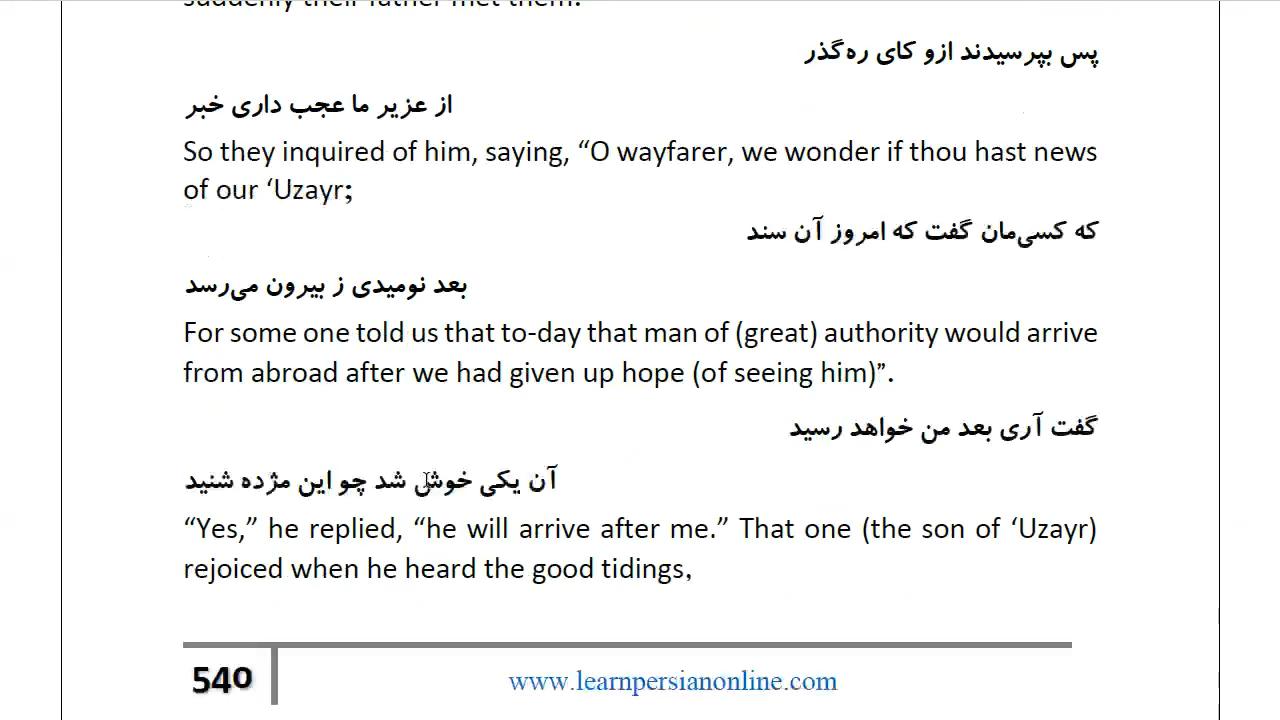 suddenly their father met them.
پس بپرسیدند ازو کای ره‌گذر
از عزیر ما عجب داری خبر
So they inquired of him, saying, “O wayfarer, we wonder if thou hast news
of our ‘Uzayr;
که کسی‌مان گفت که امروز آن سند
بعد نومیدی ز بیرون می‌رسد
For some one told us that to-day that man of (great) authority would arrive
from abroad after we had given up hope (of seeing him)”.
گفت آری بعد من خواهد رسید
آن یکی خوش شد چو این مژده شنید
“Yes,” he replied, “he will arrive after me.” That one (the son of ‘Uzayr)
rejoiced when he heard the good tidings,
540
www.learnpersianonline.com